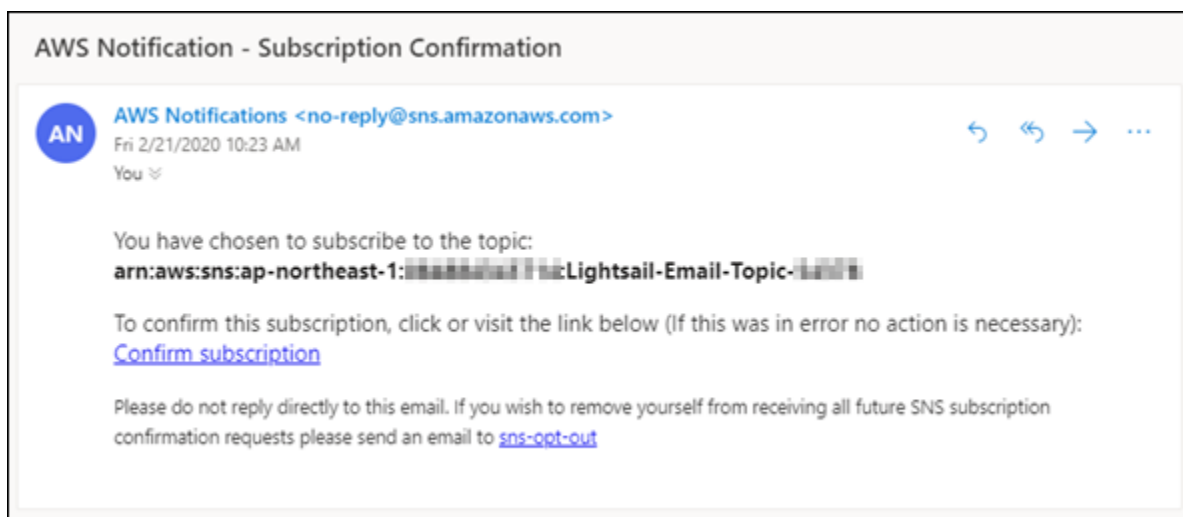 AWS Notification - Subscription Confirmation
AN
AWS Notifications <no-reply@sns.amazonaws.com>
Fri 2/21/2020 10:23 AM
You
You have chosen to subscribe to the topic:
arn:aws:sns:ap-northeast-1: :Lightsail-Email-Topic-
To confirm this subscription, click or visit the link below (If this was in error no action is necessary):
Confirm subscription
Please do not reply directly to this email. If you wish to remove yourself from receiving all future SNS subscription
confirmation requests please send an email to sns-opt-out